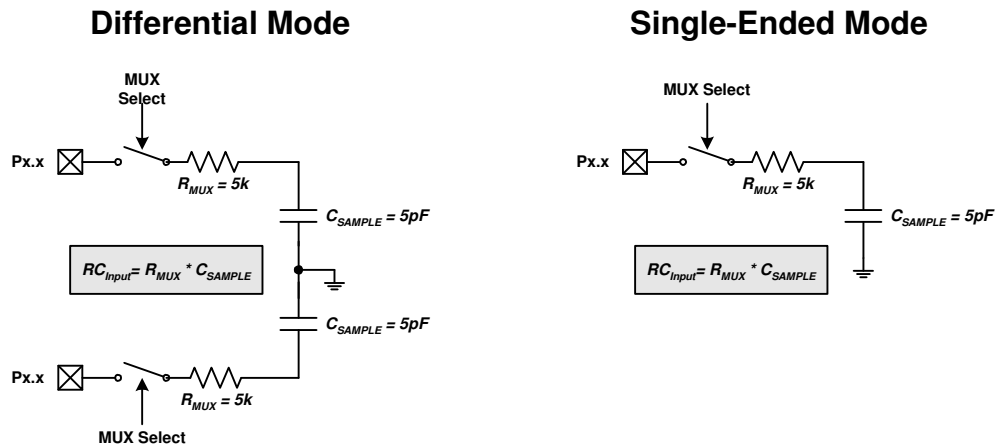 Differential Mode
MUX
Select
Px.x
R_MUX = 5k
C_SAMPLE = 5pF
RC_Input= R_MUX * C_SAMPLE
C_SAMPLE = 5pF
Px.x
R_MUX = 5k
MUX Select
Single-Ended Mode
MUX Select
Px.x
R_MUX = 5k
C_SAMPLE = 5pF
RC_Input= R_MUX * C_SAMPLE